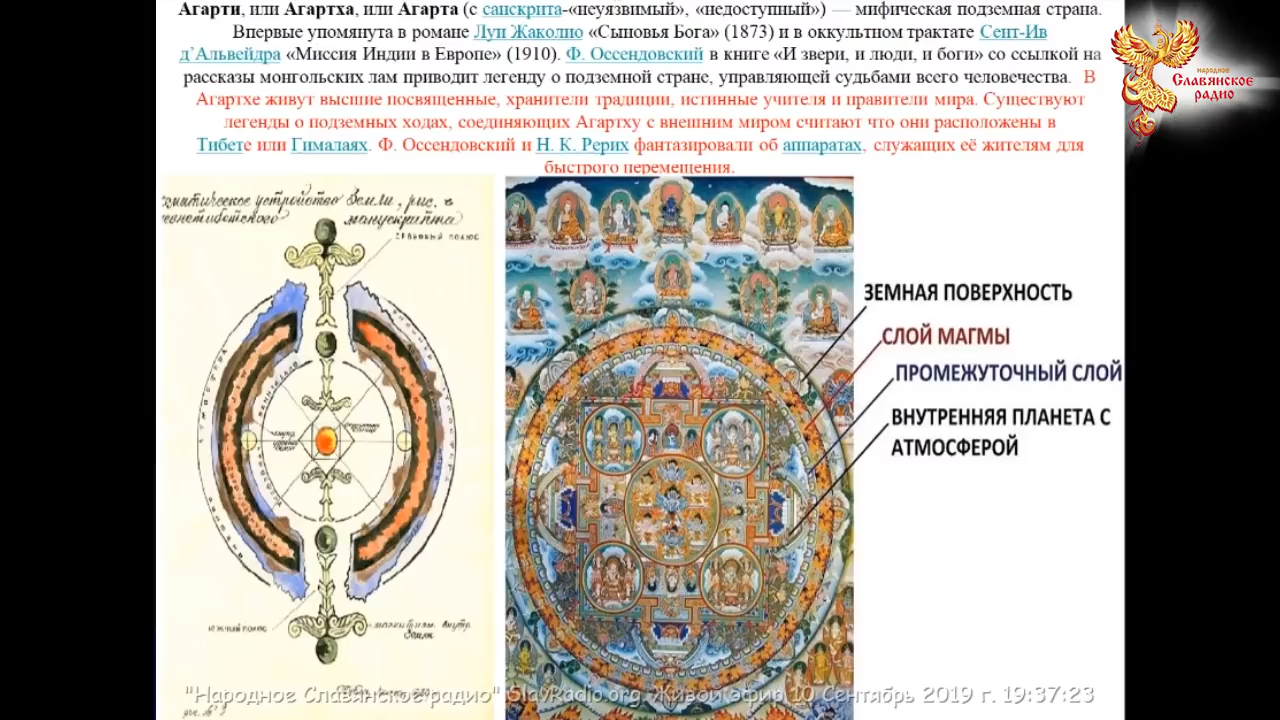 Агарти, или Агартха, или Агарта (с санскрита-«неуязвимый», «недоступный») — мифическая подземная страна.
Впервые упомянута в романе Луи Жаколио «Сыновья Бога» (1873) и в оккультном трактате Сент-Ив
д’Альвейдра «Миссия Индии в Европе» (1910). Ф. Оссендовский в книге «И звери, и люди, и боги» со ссылкой на
рассказы монгольских лам приводит легенду о подземной стране, управляющей судьбами всего человечества. В
Агартхе живут высшие посвященные, хранители традиции, истинные учителя и правители мира. Существуют
легенды о подземных ходах, соединяющих Агартху с внешним миром считают что они расположены в
Тибете или Гималаях. Ф. Оссендовский и Н. К. Рерих фантазировали об аппаратах, служащих её жителям для
быстрого перемещения.
народное
Славянское
радио
устройство Земли, рис. в
манускрипта
северный полюс
ЗЕМНАЯ ПОВЕРХНОСТЬ
СЛОЙ МАГМЫ
ПРОМЕЖУТОЧНЫЙ СЛОЙ
ВНУТРЕННЯЯ ПЛАНЕТА С
АТМОСФЕРОЙ
южный полюс
внутр.
Земли
"Народное Славянское радио" SlavRadio.org Живой эфир 10 Сентябрь 2019 г. 19:37:23